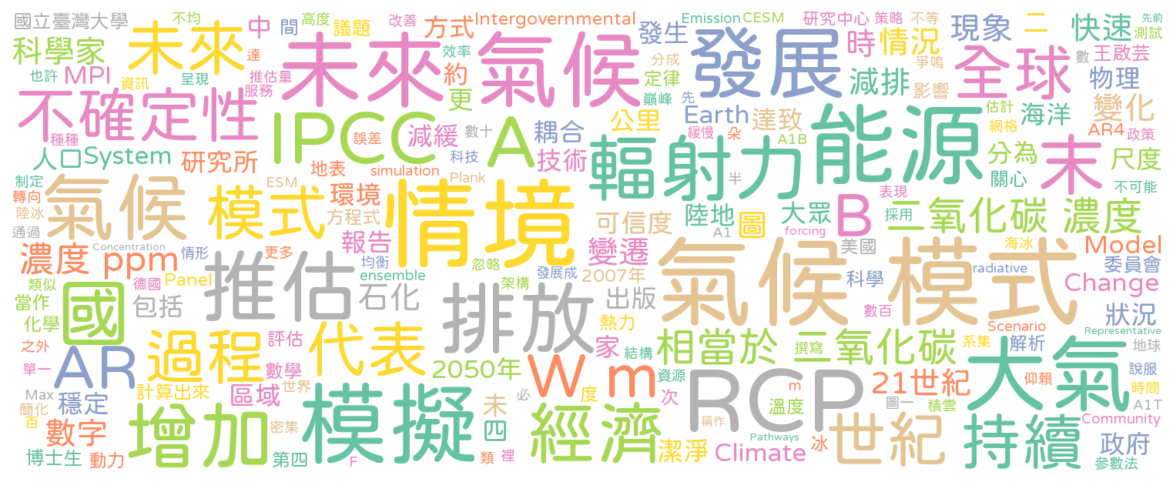 國立臺灣大學 不均 中 間 高度 改善 議題 方式 Intergovernmental 發生 Emission CESM 研究中心 策略 不等 現象 二 快速 先前 測試
科學家 未來 達 效率 未來 氣候 定律 分成 發展 時 情況 爭鳴 全球 數 王啟芸
MPI 資訊 呈現 推估量 服務 約 巔峰 先 減排 影響 物理
不確定性 種種 IPCC A 更 減緩 數十 誤差 耦合 公里 Earth 緩慢 朵 達致 A1B 能源 估計 網格 海洋 變化 AR4 政策
人口 System 研究所 地表 科技 simulation Plank 技術 輻射力 半 分為 關心 末 尺度 不可能
制定 轉向 陸冰 通過 氣候 模式 ESM 環境 方程式 情境 可信度 陸地 大眾 圖 表現 採用 B 二氧化碳 濃度
濃度 ppm Concentration 情形 更多 報告 均衡 ensemble 忽略 架構 發展成 變遷 2007年 A1 forcing 美國 海冰 Model 委員會
類似 德國 Panel 推估 石化 排放 出版 氣候 模式 科學 數百 radiative Change
當作 化學 國 包括 熱力 狀況
之外 單一 AR 過程 評估 數學 代表 2050年 W m 家 結構 資源 次 相當於 二氧化碳 撰寫 系集 Scenario 解析 大氣 Representative 地球 說服
Max 簡化 百 穩定 計算出來 區域 世界 度 m RCP 溫度 21世紀 仰賴 時間 A1T
數字 增加 密集 模擬 未 必 四 經濟 稱作 潔淨 Pathways 冰 圖一 積雲 世紀 持續 Community 政府
博士生 動力 第四 F 類 裡 Climate 參數法